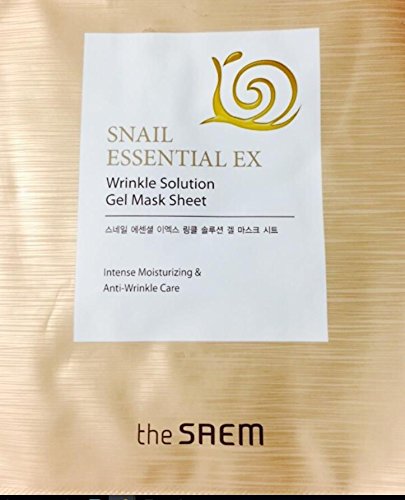 SNAIL
ESSENTIAL EX
Wrinkle Solution
Gel Mask Sheet
스네일 에센셜 이엑스 링클 솔루션 겔 마스크 시트
Intense Moisturizing &
Anti-Wrinkle Care
the SAEM